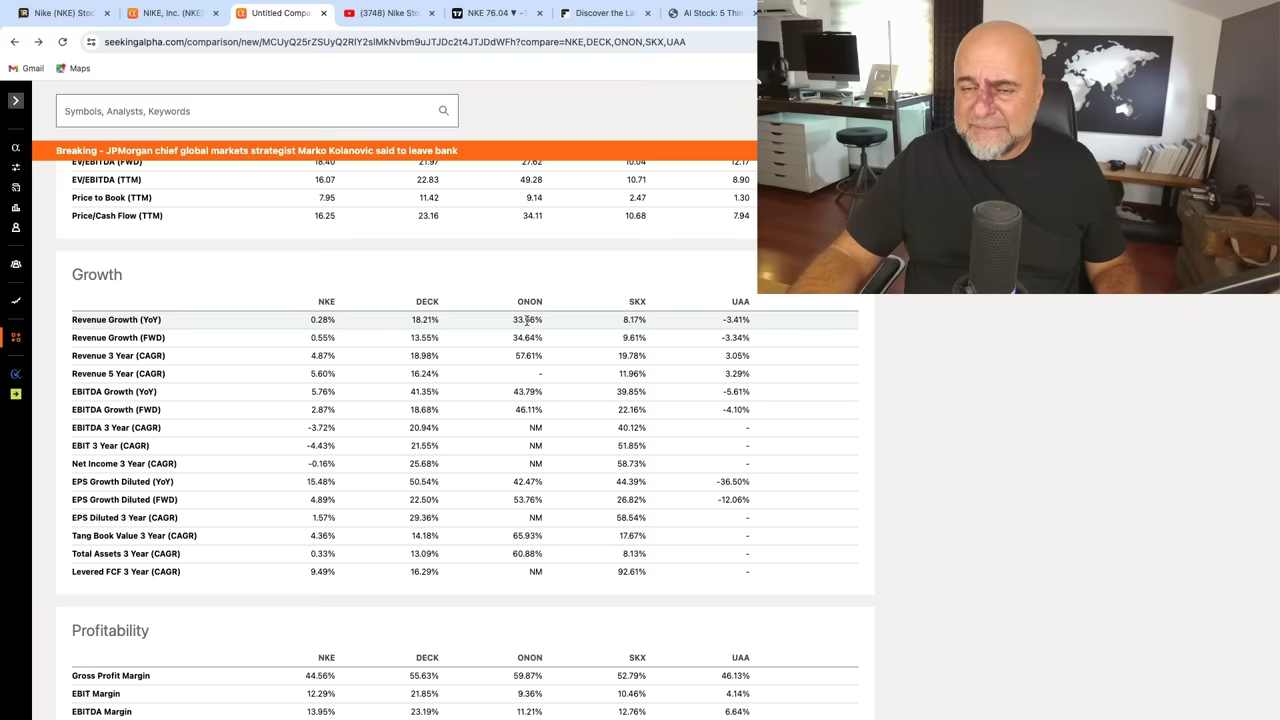 Nike (NKE) Stoc
NIKE, Inc. (NKE)
Untitled Compa
(3748) Nike Sto
NKE 76.04 ▼ −
Discover the Lar
AI Stock: 5 Thin
seekingalpha.com/comparison/new/MCUyQ25rZSUyQ2RlY2slMkNvbm9uJTJDc2t4JTJDdWFh?compare=NKE,DECK,ONON,SKX,UAA
Gmail Maps
Symbols, Analysts, Keywords
Breaking - JPMorgan chief global markets strategist Marko Kolanovic said to leave bank
EV/EBITDA (FWD) 18.40 21.97 27.62 10.04 12.17
EV/EBITDA (TTM) 16.07 22.83 49.28 10.71 8.90
Price to Book (TTM) 7.95 11.42 9.14 2.47 1.30
Price/Cash Flow (TTM) 16.25 23.16 34.11 10.68 7.94
Growth
NKE DECK ONON SKX UAA
Revenue Growth (YoY) 0.28% 18.21% 8.17% -3.41%
Revenue Growth (FWD) 0.55% 13.55% 34.64% 9.61% -3.34%
Revenue 3 Year (CAGR) 4.87% 18.98% 57.61% 19.78% 3.05%
Revenue 5 Year (CAGR) 5.60% 16.24% - 11.96% 3.29%
EBITDA Growth (YoY) 5.76% 41.35% 43.79% 39.85% -5.61%
EBITDA Growth (FWD) 2.87% 18.68% 46.11% 22.16% -4.10%
EBITDA 3 Year (CAGR) -3.72% 20.94% NM 40.12% -
EBIT 3 Year (CAGR) -4.43% 21.55% NM 51.85% -
Net Income 3 Year (CAGR) -0.16% 25.68% NM 58.73% -
EPS Growth Diluted (YoY) 15.48% 50.54% 42.47% 44.39% -36.50%
EPS Growth Diluted (FWD) 4.89% 22.50% 53.76% 26.82% -12.06%
EPS Diluted 3 Year (CAGR) 1.57% 29.36% NM 58.54% -
Tang Book Value 3 Year (CAGR) 4.36% 14.18% 65.93% 17.67% -
Total Assets 3 Year (CAGR) 0.33% 13.09% 60.88% 8.13% -
Levered FCF 3 Year (CAGR) 9.49% 16.29% NM 92.61% -
Profitability
NKE DECK ONON SKX UAA
Gross Profit Margin 44.56% 55.63% 59.87% 52.79% 46.13%
EBIT Margin 12.29% 21.85% 9.36% 10.46% 4.14%
EBITDA Margin 13.95% 23.19% 11.21% 12.76% 6.64%